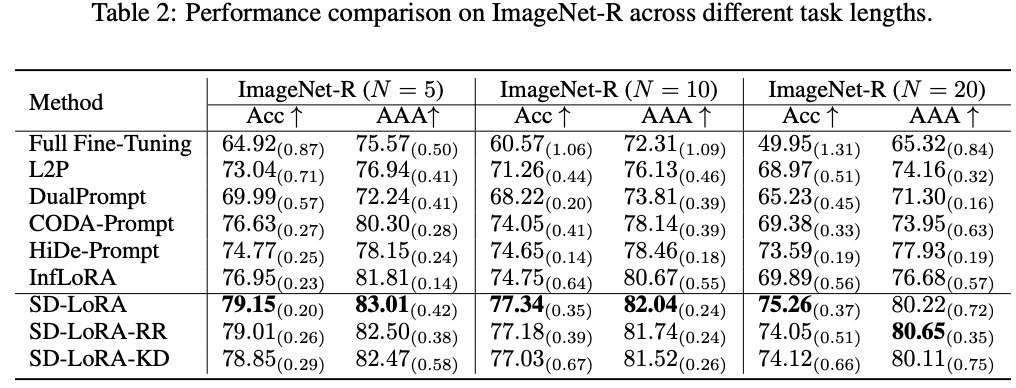 Table 2: Performance comparison on ImageNet-R across different task lengths.
Method ImageNet-R (N = 5) ImageNet-R (N = 10) ImageNet-R (N = 20)
Acc ↑ AAA↑ Acc ↑ AAA ↑ Acc ↑ AAA ↑
Full Fine-Tuning 64.92(0.87) 75.57(0.50) 60.57(1.06) 72.31(1.09) 49.95(1.31) 65.32(0.84)
L2P 73.04(0.71) 76.94(0.41) 71.26(0.44) 76.13(0.46) 68.97(0.51) 74.16(0.32)
DualPrompt 69.99(0.57) 72.24(0.41) 68.22(0.20) 73.81(0.39) 65.23(0.45) 71.30(0.16)
CODA-Prompt 76.63(0.27) 80.30(0.28) 74.05(0.41) 78.14(0.39) 69.38(0.33) 73.95(0.63)
HiDe-Prompt 74.77(0.25) 78.15(0.24) 74.65(0.14) 78.46(0.18) 73.59(0.19) 77.93(0.19)
InfLoRA 76.95(0.23) 81.81(0.14) 74.75(0.64) 80.67(0.55) 69.89(0.56) 76.68(0.57)
SD-LoRA 79.15(0.20) 83.01(0.42) 77.34(0.35) 82.04(0.24) 75.26(0.37) 80.22(0.72)
SD-LoRA-RR 79.01(0.26) 82.50(0.38) 77.18(0.39) 81.74(0.24) 74.05(0.51) 80.65(0.35)
SD-LoRA-KD 78.85(0.29) 82.47(0.58) 77.03(0.67) 81.52(0.26) 74.12(0.66) 80.11(0.75)